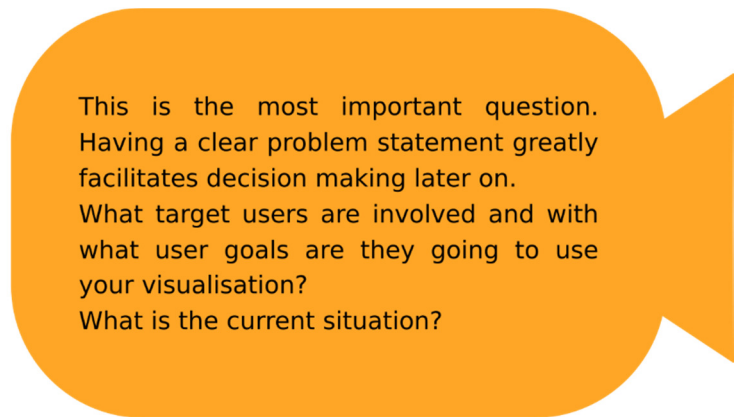 This is the most important question.
Having a clear problem statement greatly
facilitates decision making later on.
What target users are involved and with
what user goals are they going to use
your visualisation?
What is the current situation?